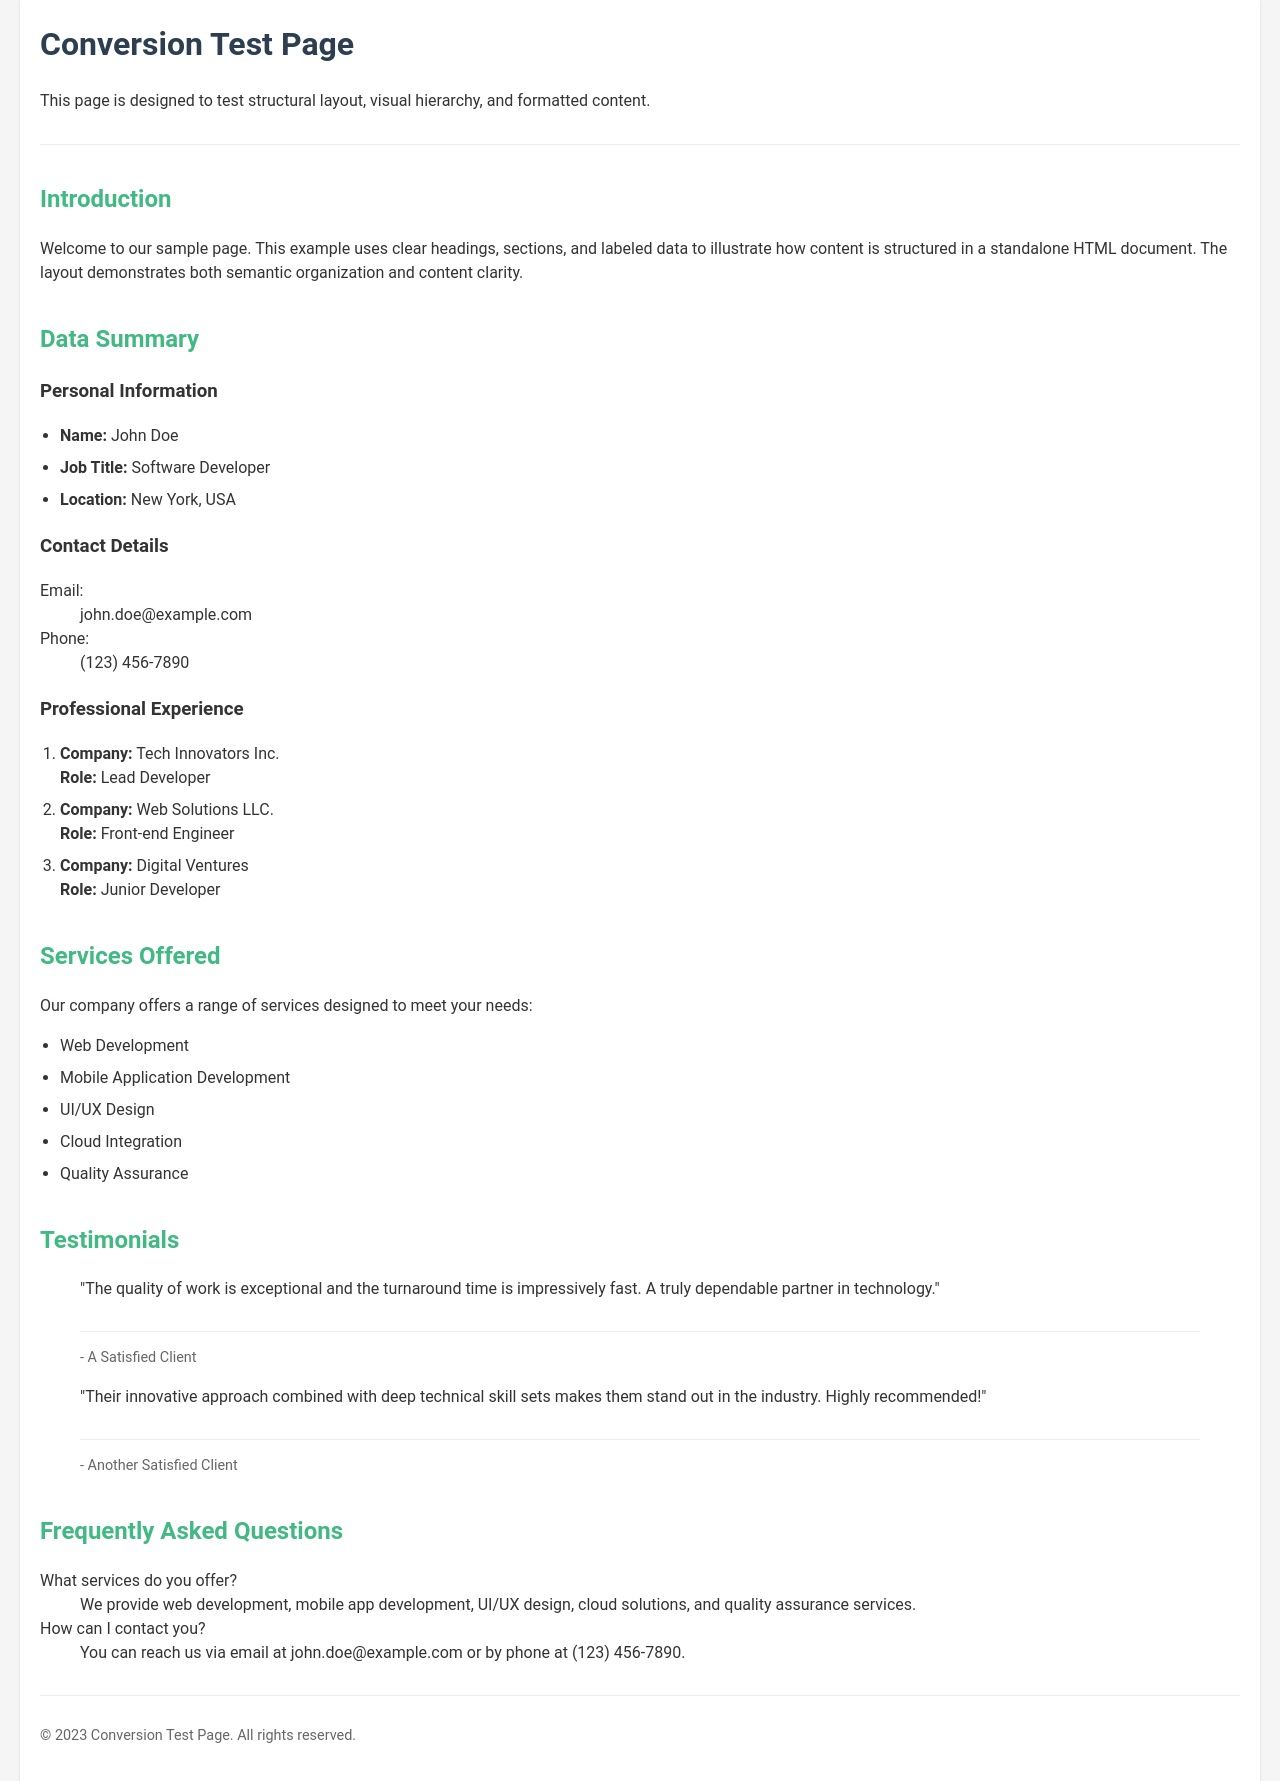 Conversion Test Page
This page is designed to test structural layout, visual hierarchy, and formatted content.
Introduction
Welcome to our sample page. This example uses clear headings, sections, and labeled data to illustrate how content is structured in a standalone HTML document. The
layout demonstrates both semantic organization and content clarity.
Data Summary
Personal Information
• Name: John Doe
• Job Title: Software Developer
• Location: New York, USA
Contact Details
Email:
john.doe@example.com
Phone:
(123) 456-7890
Professional Experience
1. Company: Tech Innovators Inc.
Role: Lead Developer
2. Company: Web Solutions LLC.
Role: Front-end Engineer
3. Company: Digital Ventures
Role: Junior Developer
Services Offered
Our company offers a range of services designed to meet your needs:
• Web Development
• Mobile Application Development
• UI/UX Design
• Cloud Integration
• Quality Assurance
Testimonials
"The quality of work is exceptional and the turnaround time is impressively fast. A truly dependable partner in technology."
- A Satisfied Client
"Their innovative approach combined with deep technical skill sets makes them stand out in the industry. Highly recommended!"
- Another Satisfied Client
Frequently Asked Questions
What services do you offer?
We provide web development, mobile app development, UI/UX design, cloud solutions, and quality assurance services.
How can I contact you?
You can reach us via email at john.doe@example.com or by phone at (123) 456-7890.
© 2023 Conversion Test Page. All rights reserved.